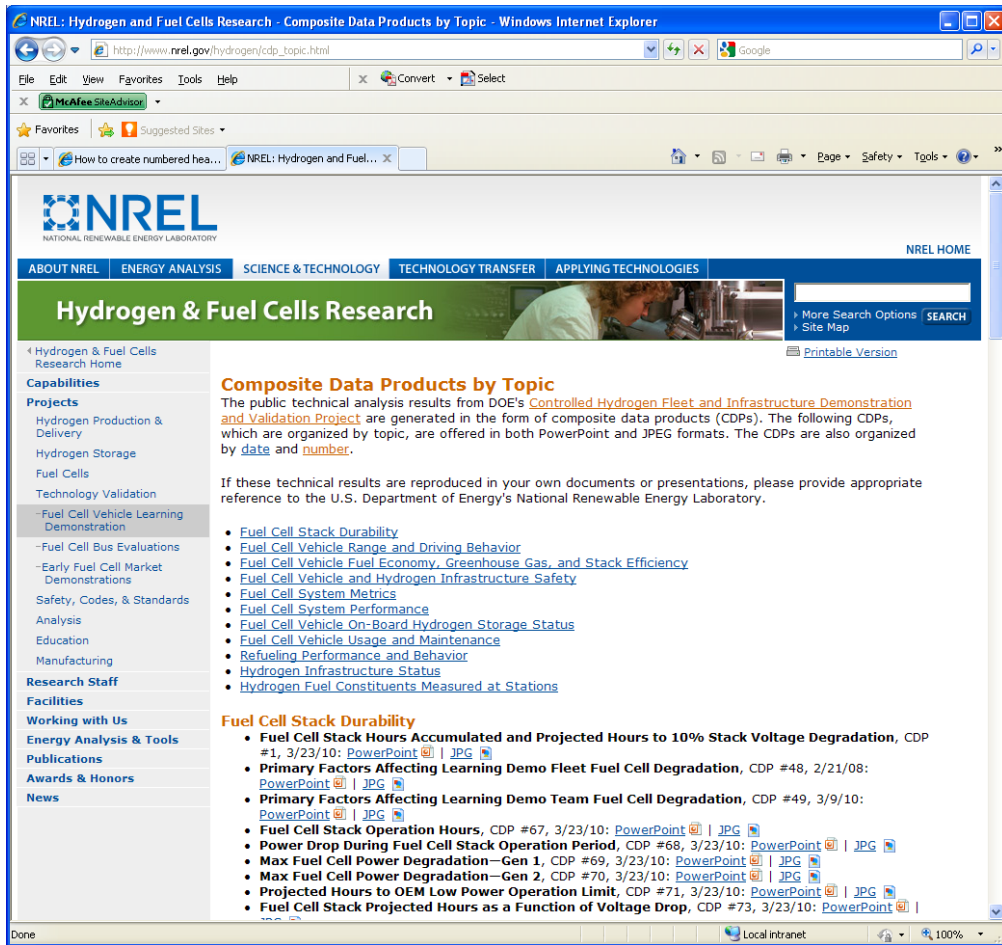 NREL: Hydrogen and Fuel Cells Research - Composite Data Products by Topic - Windows Internet Explorer
http://www.nrel.gov/hydrogen/cdp_topic.html
Google
File Edit View Favorites Tools Help
x Convert Select
X McAfee SiteAdvisor
Favorites Suggested Sites
How to create numbered hea... NREL: Hydrogen and Fuel... X
Page Safety Tools »
NREL
NATIONAL RENEWABLE ENERGY LABORATORY
NREL HOME
ABOUT NREL ENERGY ANALYSIS SCIENCE & TECHNOLOGY TECHNOLOGY TRANSFER APPLYING TECHNOLOGIES
Hydrogen & Fuel Cells Research
More Search Options SEARCH
Site Map
Hydrogen & Fuel Cells
Research Home
Capabilities
Projects
Hydrogen Production &
Delivery
Hydrogen Storage
Fuel Cells
Technology Validation
-Fuel Cell Vehicle Learning
Demonstration
-Fuel Cell Bus Evaluations
-Early Fuel Cell Market
Demonstrations
Safety, Codes, & Standards
Analysis
Education
Manufacturing
Research Staff
Facilities
Working with Us
Energy Analysis & Tools
Publications
Awards & Honors
News
Printable Version
Composite Data Products by Topic
The public technical analysis results from DOE's Controlled Hydrogen Fleet and Infrastructure Demonstration
and Validation Project are generated in the form of composite data products (CDPs). The following CDPs,
which are organized by topic, are offered in both PowerPoint and JPEG formats. The CDPs are also organized
by date and number.
If these technical results are reproduced in your own documents or presentations, please provide appropriate
reference to the U.S. Department of Energy's National Renewable Energy Laboratory.
• Fuel Cell Stack Durability
• Fuel Cell Vehicle Range and Driving Behavior
• Fuel Cell Vehicle Fuel Economy, Greenhouse Gas, and Stack Efficiency
• Fuel Cell Vehicle and Hydrogen Infrastructure Safety
• Fuel Cell System Metrics
• Fuel Cell System Performance
• Fuel Cell Vehicle On-Board Hydrogen Storage Status
• Fuel Cell Vehicle Usage and Maintenance
• Refueling Performance and Behavior
• Hydrogen Infrastructure Status
• Hydrogen Fuel Constituents Measured at Stations
Fuel Cell Stack Durability
• Fuel Cell Stack Hours Accumulated and Projected Hours to 10% Stack Voltage Degradation, CDP
#1, 3/23/10: PowerPoint | JPG
• Primary Factors Affecting Learning Demo Fleet Fuel Cell Degradation, CDP #48, 2/21/08:
PowerPoint | JPG
• Primary Factors Affecting Learning Demo Team Fuel Cell Degradation, CDP #49, 3/9/10:
PowerPoint | JPG
• Fuel Cell Stack Operation Hours, CDP #67, 3/23/10: PowerPoint | JPG
• Power Drop During Fuel Cell Stack Operation Period, CDP #68, 3/23/10: PowerPoint | JPG
• Max Fuel Cell Power Degradation—Gen 1, CDP #69, 3/23/10: PowerPoint | JPG
• Max Fuel Cell Power Degradation—Gen 2, CDP #70, 3/23/10: PowerPoint | JPG
• Projected Hours to OEM Low Power Operation Limit, CDP #71, 3/23/10: PowerPoint | JPG
• Fuel Cell Stack Projected Hours as a Function of Voltage Drop, CDP #73, 3/23/10: PowerPoint |
JPG
Done Local intranet 100%